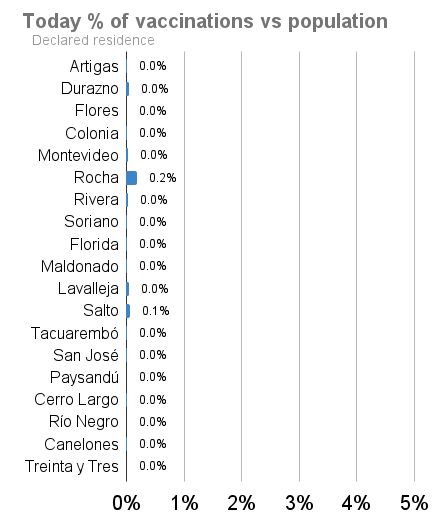 Today % of vaccinations vs population
Declared residence
Artigas 0.0%
Durazno 0.0%
Flores 0.0%
Colonia 0.0%
Montevideo 0.0%
Rocha 0.2%
Rivera 0.0%
Soriano 0.0%
Florida 0.0%
Maldonado 0.0%
Lavalleja 0.0%
Salto 0.1%
Tacuarembó 0.0%
San José 0.0%
Paysandú 0.0%
Cerro Largo 0.0%
Río Negro 0.0%
Canelones 0.0%
Treinta y Tres 0.0%
0% 1% 2% 3% 4% 5%